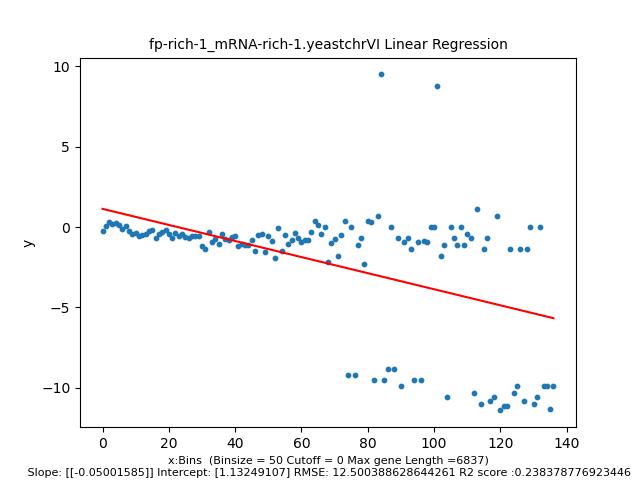 fp-rich-1_mRNA-rich-1.yeastchrVI Linear Regression
10
5
0
−5
−10
y
0 20 40 60 80 100 120 140
x:Bins (Binsize = 50 Cutoff = 0 Max gene Length =6837)
Slope: [[-0.05001585]] Intercept: [1.13249107] RMSE: 12.500388628644261 R2 score :0.238378776923446